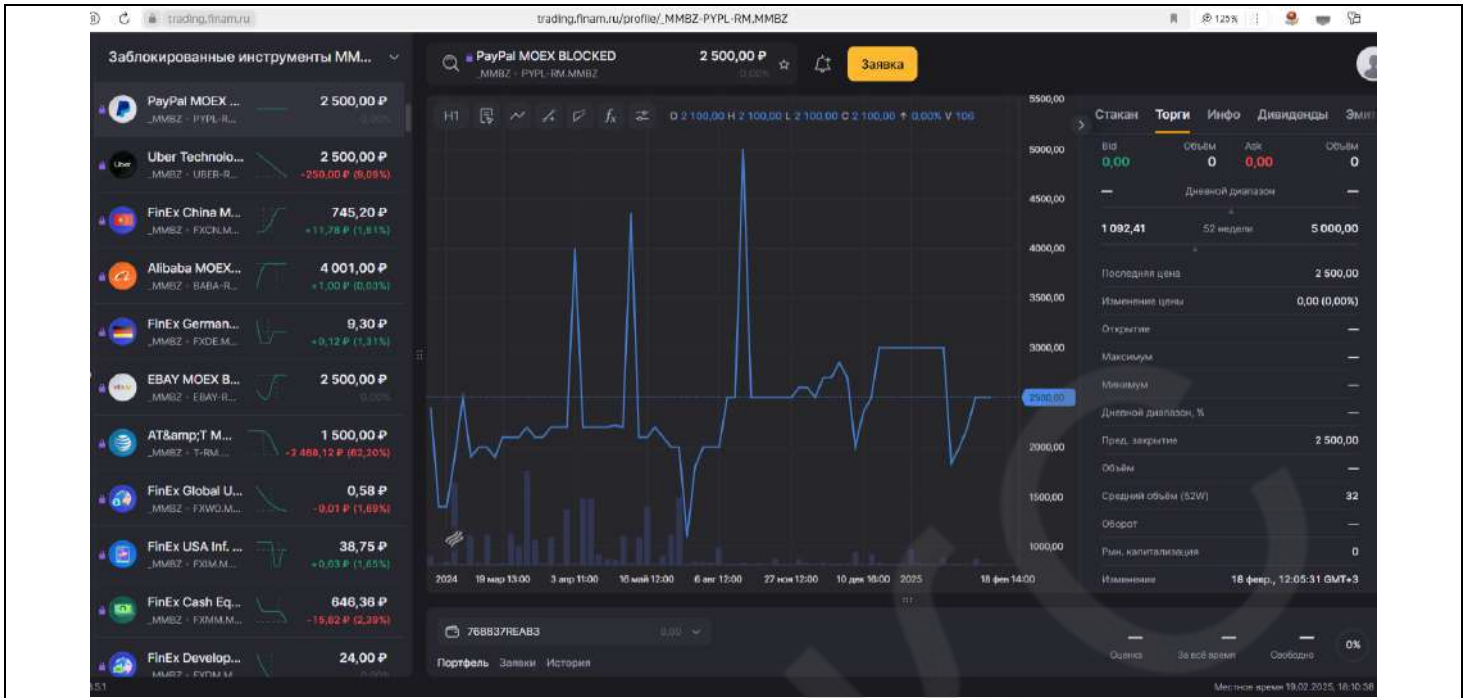 trading.finam.ru
trading.finam.ru/profile/_MMBZ-PYPL-RM.MMBZ
125%
Заблокированные инструменты MM...
PayPal MOEX ...
2 500,00 ₽
_MMBZ - PYPL-R...
0,00%
Uber Technolo...
2 500,00 ₽
_MMBZ - UBER-R...
-250,00 ₽ (9,09%)
FinEx China M...
745,20 ₽
_MMBZ - FXCN.M...
+11,78 ₽ (1,61%)
Alibaba MOEX...
4 001,00 ₽
_MMBZ - BABA-R...
+1,00 ₽ (0,03%)
FinEx German...
9,30 ₽
_MMBZ - FXDE.M...
+0,12 ₽ (1,31%)
EBAY MOEX B...
2 500,00 ₽
_MMBZ - EBAY-R...
0,00%
AT&amp;T M...
1 500,00 ₽
_MMBZ - T-RM....
-2 468,12 ₽ (62,20%)
FinEx Global U...
0,58 ₽
_MMBZ - FXWO.M...
-0,01 ₽ (1,69%)
FinEx USA Inf. ...
38,75 ₽
_MMBZ - FXIM.M...
+0,63 ₽ (1,65%)
FinEx Cash Eq...
646,36 ₽
_MMBZ - FXMM.M...
-15,82 ₽ (2,39%)
FinEx Develop...
24,00 ₽
PayPal MOEX BLOCKED
2 500,00 ₽
_MMBZ - PYPL-RM.MMBZ
0,00%
Заявка
H1
O 2 100,00 H 2 100,00 L 2 100,00 C 2 100,00 0,00% V 106
5500,00
5000,00
4500,00
4000,00
3500,00
3000,00
2500,00
2000,00
1500,00
1000,00
2024 19 мар 13:00 3 апр 11:00 16 май 12:00 6 авг 12:00 27 ноя 12:00 10 дек 16:00 2025 18 фев 14:00
768837REAB3
0,00
Портфель Заявки История
Стакан Торги Инфо Дивиденды
Bid Объём Ask Объём
0,00 0 0,00 0
— Дневной диапазон —
1 092,41 52 недели 5 000,00
Последняя цена 2 500,00
Изменение цены 0,00 (0,00%)
Открытие —
Максимум —
Минимум —
Дневной диапазон, % —
Пред. закрытие 2 500,00
Объём —
Средний объём (52W) 32
Оборот —
Рын. капитализация 0
Изменение 18 февр., 12:05:31 GMT+3
— — — 0%
Оценка За всё время Свободно
Местное время 19.02.2025, 18:10:38